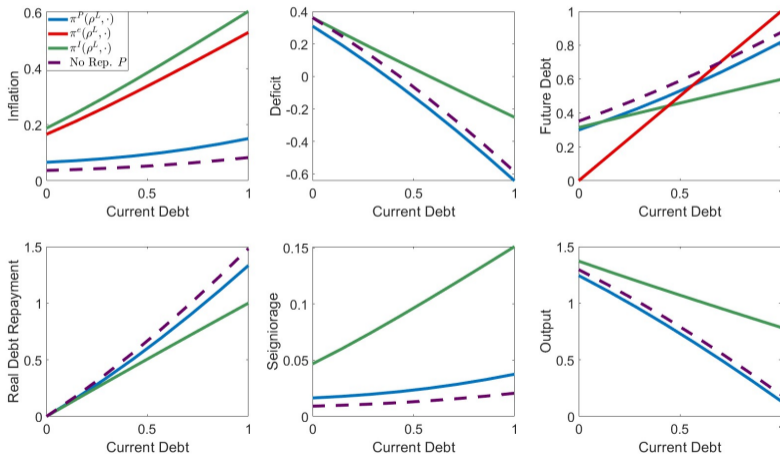 0.6
0.4
0.2
0
Inflation
π^P(ρ^L,·)
π^e(ρ^L,·)
π^I(ρ^L,·)
No Rep. P
0
0.5
1
Current Debt
0.4
0.2
0
-0.2
-0.4
-0.6
Deficit
0
0.5
1
Current Debt
1
0.8
0.6
0.4
0.2
0
Future Debt
0
0.5
1
Current Debt
1.5
1
0.5
0
Real Debt Repayment
0
0.5
1
Current Debt
0.15
0.1
0.05
0
Seigniorage
0
0.5
1
Current Debt
1.5
1
0.5
0
Output
0
0.5
1
Current Debt